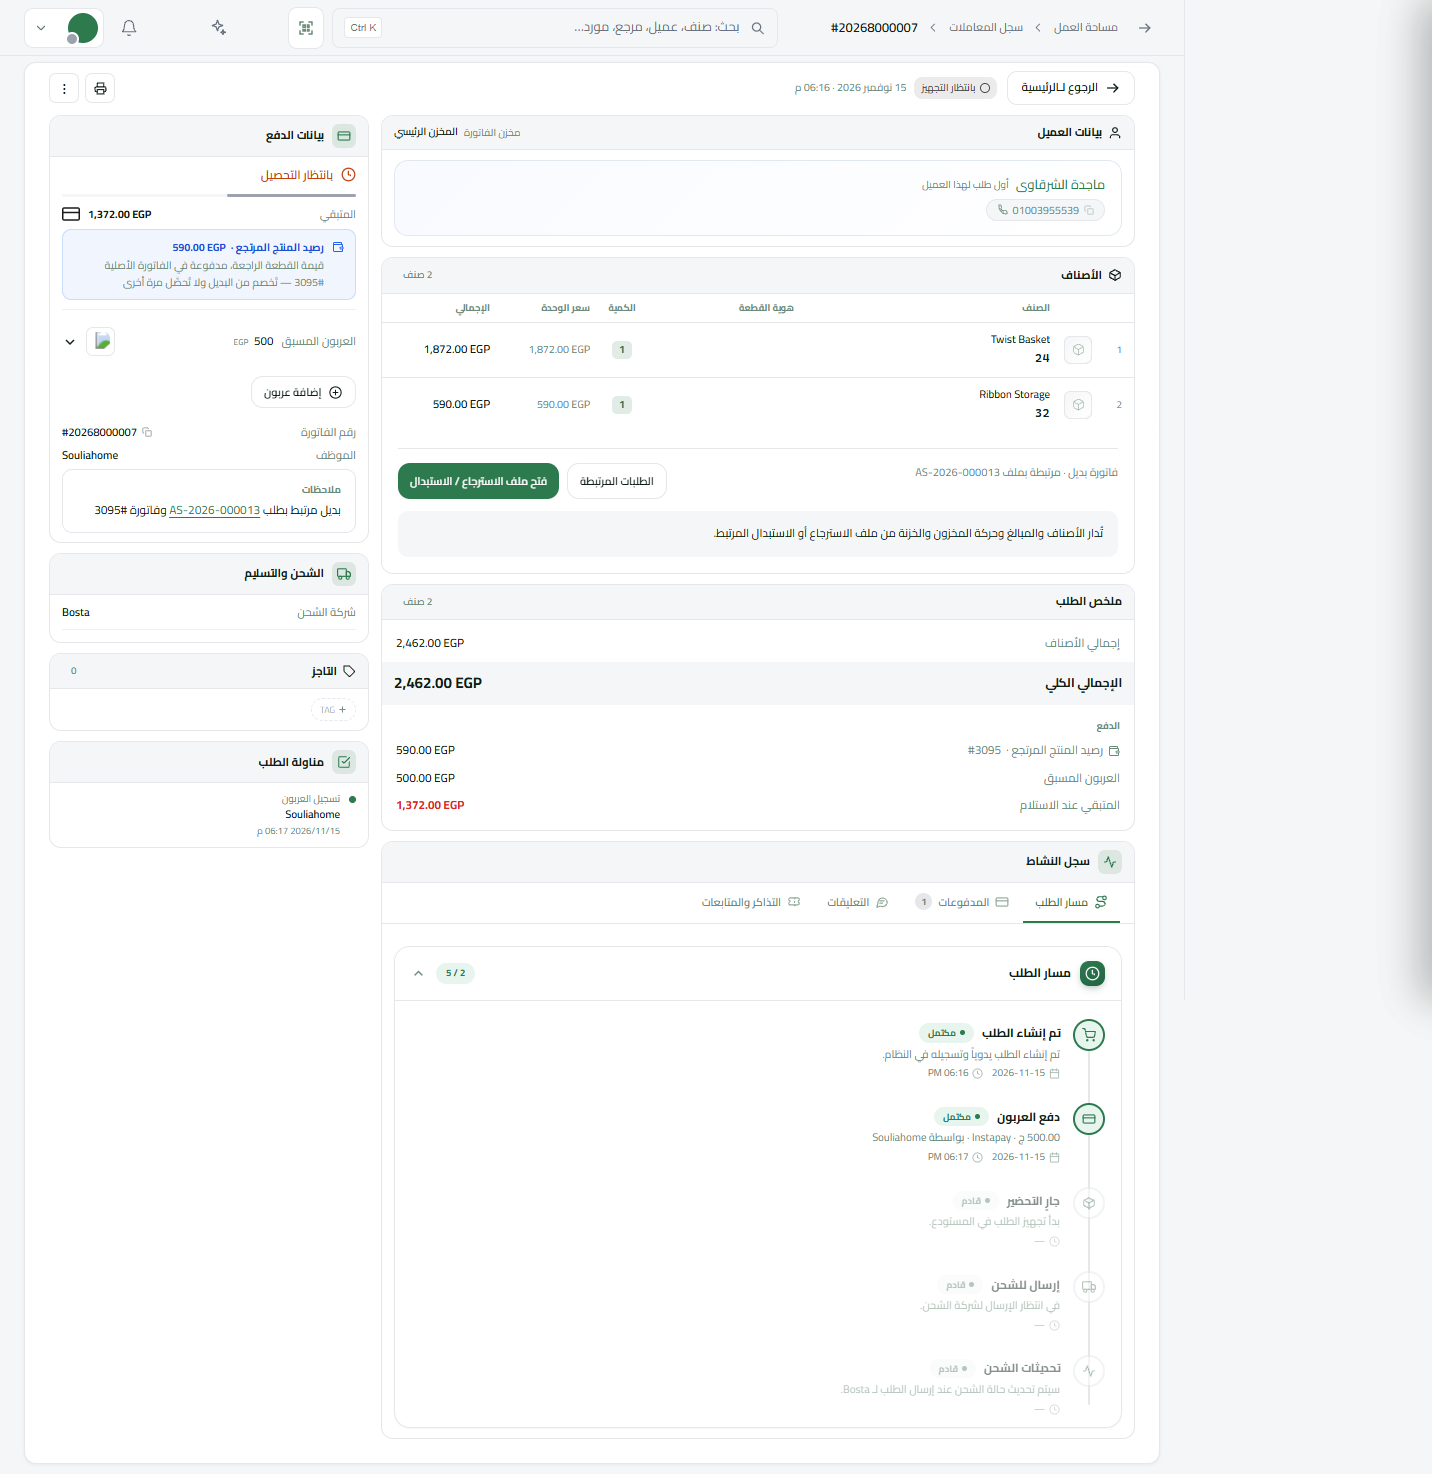 مساحة العمل
سجل المعاملات
#20268000007
بحث: صنف، عميل، مرجع، مورد...
Ctrl K
الرجوع لـالرئيسية
بانتظار التجهيز
15 نوفمبر 2026 · 06:16 م
بيانات العميل
مخزن الفاتورة المخزن الرئيسي
ماجدة الشرقاوى
أول طلب لهذا العميل
01003955539
الأصناف
2 صنف
الصنف
هوية القطعة
الكمية
سعر الوحدة
الإجمالي
1
Twist Basket
24
1
1,872.00 EGP
1,872.00 EGP
2
Ribbon Storage
32
1
590.00 EGP
590.00 EGP
فاتورة بديل · مرتبطة بملف AS-2026-000013
الطلبات المرتبطة
فتح ملف الاسترجاع / الاستبدال
تُدار الأصناف والمبالغ وحركة المخزون والخزنة من ملف الاسترجاع أو الاستبدال المرتبط.
ملخص الطلب
2 صنف
إجمالي الأصناف
2,462.00 EGP
الإجمالي الكلي
2,462.00 EGP
الدفع
رصيد المنتج المرتجع · #3095
590.00 EGP
العربون المسبق
500.00 EGP
المتبقي عند الاستلام
1,372.00 EGP
سجل النشاط
مسار الطلب
المدفوعات 1
التعليقات
التذاكر والمتابعات
مسار الطلب
2 / 5
تم إنشاء الطلب
مكتمل
تم إنشاء الطلب يدوياً وتسجيله في النظام.
2026-11-15 06:16 PM
دفع العربون
مكتمل
500.00 ج · Instapay · بواسطة Souliahome
2026-11-15 06:17 PM
جارٍ التحضير
قادم
بدأ تجهيز الطلب في المستودع.
—
إرسال للشحن
قادم
في انتظار الإرسال لشركة الشحن.
—
تحديثات الشحن
قادم
سيتم تحديث حالة الشحن عند إرسال الطلب لـ Bosta.
—
بيانات الدفع
بانتظار التحصيل
المتبقي
1,372.00 EGP
رصيد المنتج المرتجع · 590.00 EGP
قيمة القطعة الراجعة، مدفوعة في الفاتورة الأصلية
#3095 — تُخصم من البديل ولا تُحصّل مرة أخرى
العربون المسبق
500 EGP
إضافة عربون
رقم الفاتورة
#20268000007
الموظف
Souliahome
ملاحظات
بديل مرتبط بطلب AS-2026-000013 وفاتورة #3095
الشحن والتسليم
شركة الشحن
Bosta
التاجز
0
+ TAG
مناولة الطلب
تسجيل العربون
Souliahome
2026/11/15 06:17 م